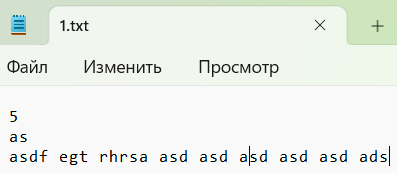 1.txt
Файл Изменить Просмотр
5
as
asdf egt rhrsa asd asd asd asd asd ads